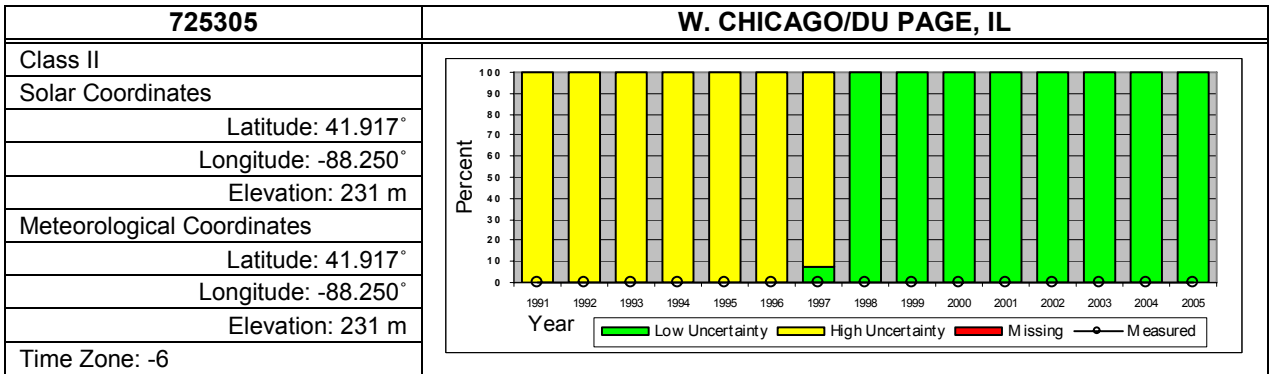 725305
W. CHICAGO/DU PAGE, IL
Class II
Solar Coordinates
Latitude: 41.917˚
Longitude: -88.250˚
Elevation: 231 m
Meteorological Coordinates
Latitude: 41.917˚
Longitude: -88.250˚
Elevation: 231 m
Time Zone: -6
Percent
100
90
80
70
60
50
40
30
20
10
0
1991 1992 1993 1994 1995 1996 1997 1998 1999 2000 2001 2002 2003 2004 2005
Year
Low Uncertainty High Uncertainty Missing Measured